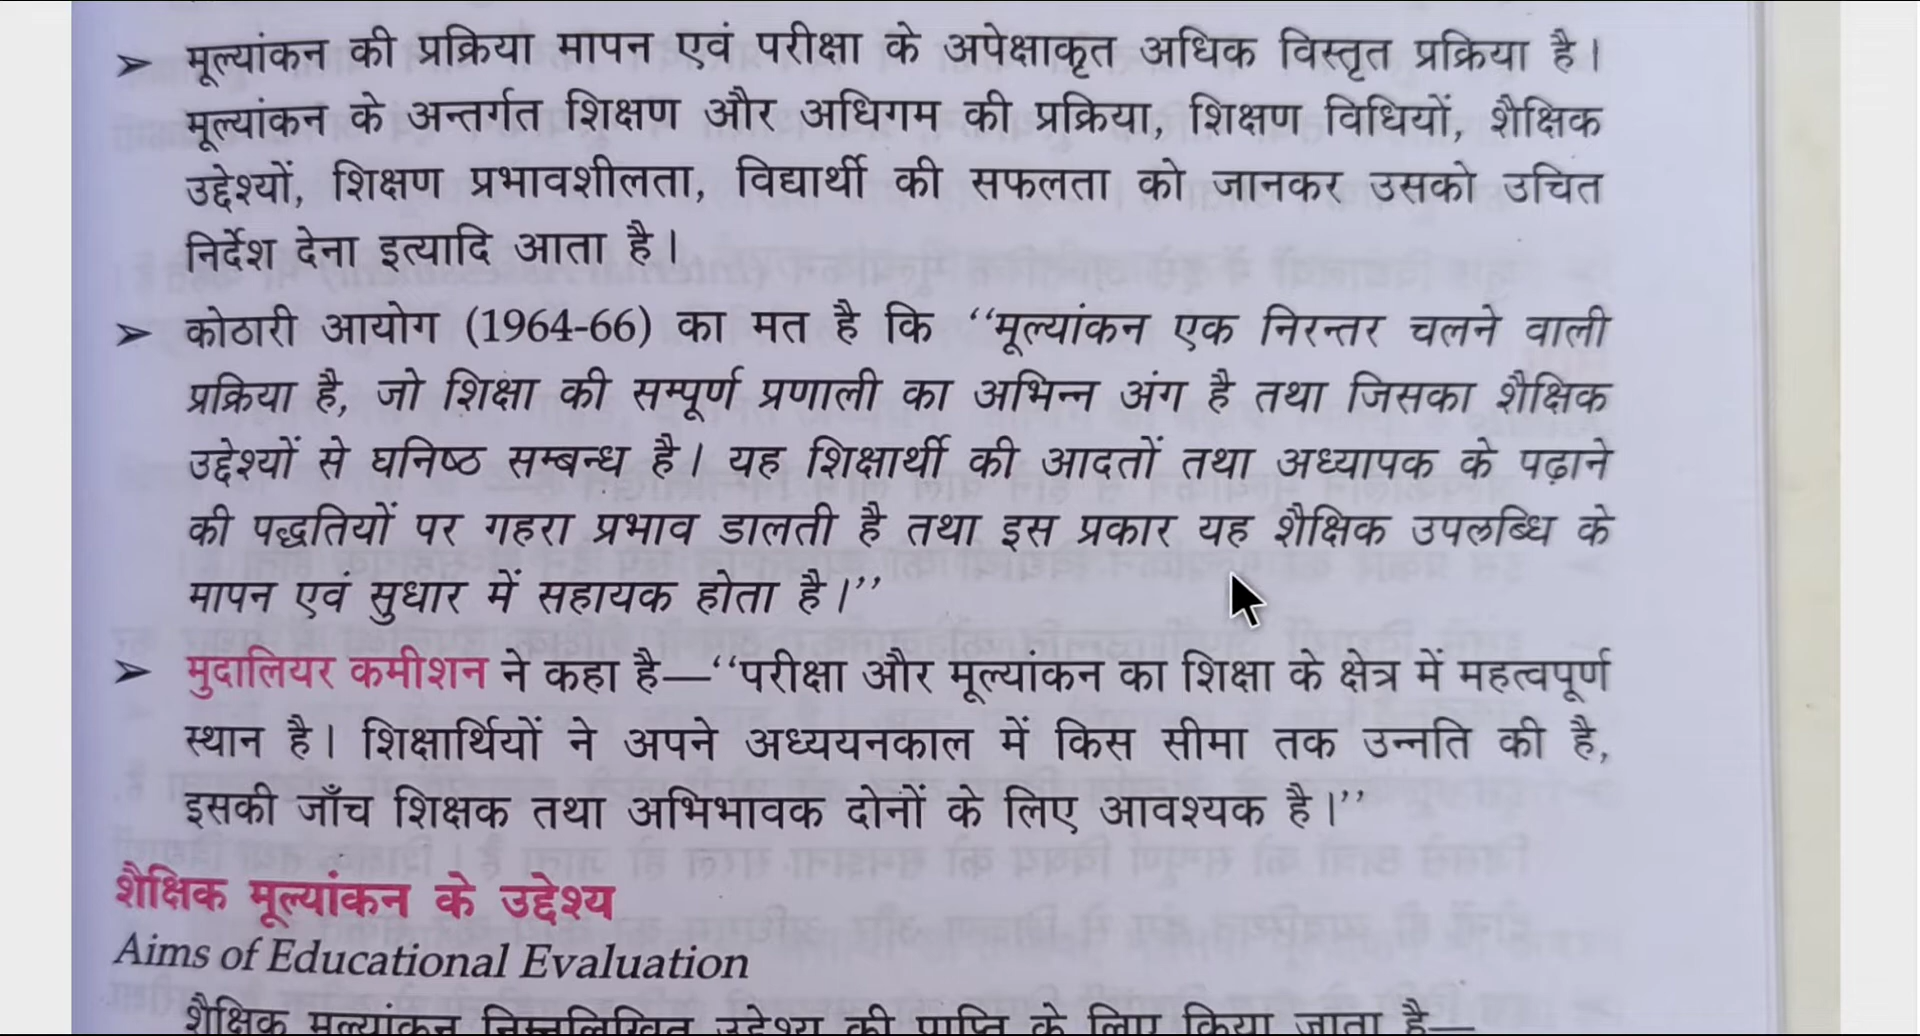 ➤ मूल्यांकन की प्रक्रिया मापन एवं परीक्षा के अपेक्षाकृत अधिक विस्तृत प्रक्रिया है।
मूल्यांकन के अन्तर्गत शिक्षण और अधिगम की प्रक्रिया, शिक्षण विधियों, शैक्षिक
उद्देश्यों, शिक्षण प्रभावशीलता, विद्यार्थी की सफलता को जानकर उसको उचित
निर्देश देना इत्यादि आता है।
➤ कोठारी आयोग (1964-66) का मत है कि ‘‘मूल्यांकन एक निरन्तर चलने वाली
प्रक्रिया है, जो शिक्षा की सम्पूर्ण प्रणाली का अभिन्न अंग है तथा जिसका शैक्षिक
उद्देश्यों से घनिष्ठ सम्बन्ध है। यह शिक्षार्थी की आदतों तथा अध्यापक के पढ़ाने
की पद्धतियों पर गहरा प्रभाव डालती है तथा इस प्रकार यह शैक्षिक उपलब्धि के
मापन एवं सुधार में सहायक होता है।’’
➤ मुदालियर कमीशन ने कहा है—‘‘परीक्षा और मूल्यांकन का शिक्षा के क्षेत्र में महत्वपूर्ण
स्थान है। शिक्षार्थियों ने अपने अध्ययनकाल में किस सीमा तक उन्नति की है,
इसकी जाँच शिक्षक तथा अभिभावक दोनों के लिए आवश्यक है।’’
शैक्षिक मूल्यांकन के उद्देश्य
Aims of Educational Evaluation
शैक्षिक मूल्यांकन निम्नलिखित उद्देश्य की प्राप्ति के लिए किया जाता है—